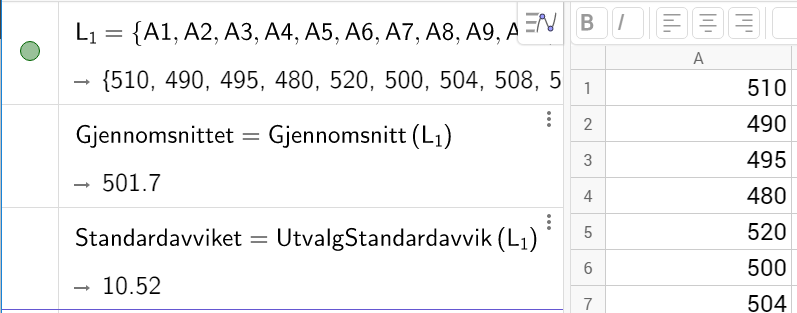 L₁ = {A1, A2, A3, A4, A5, A6, A7, A8, A9, A
→ {510, 490, 495, 480, 520, 500, 504, 508, 5
Gjennomsnittet = Gjennomsnitt (L₁)
→ 501.7
Standardavviket = UtvalgStandardavvik (L₁)
→ 10.52
B I
A
1 510
2 490
3 495
4 480
5 520
6 500
7 504